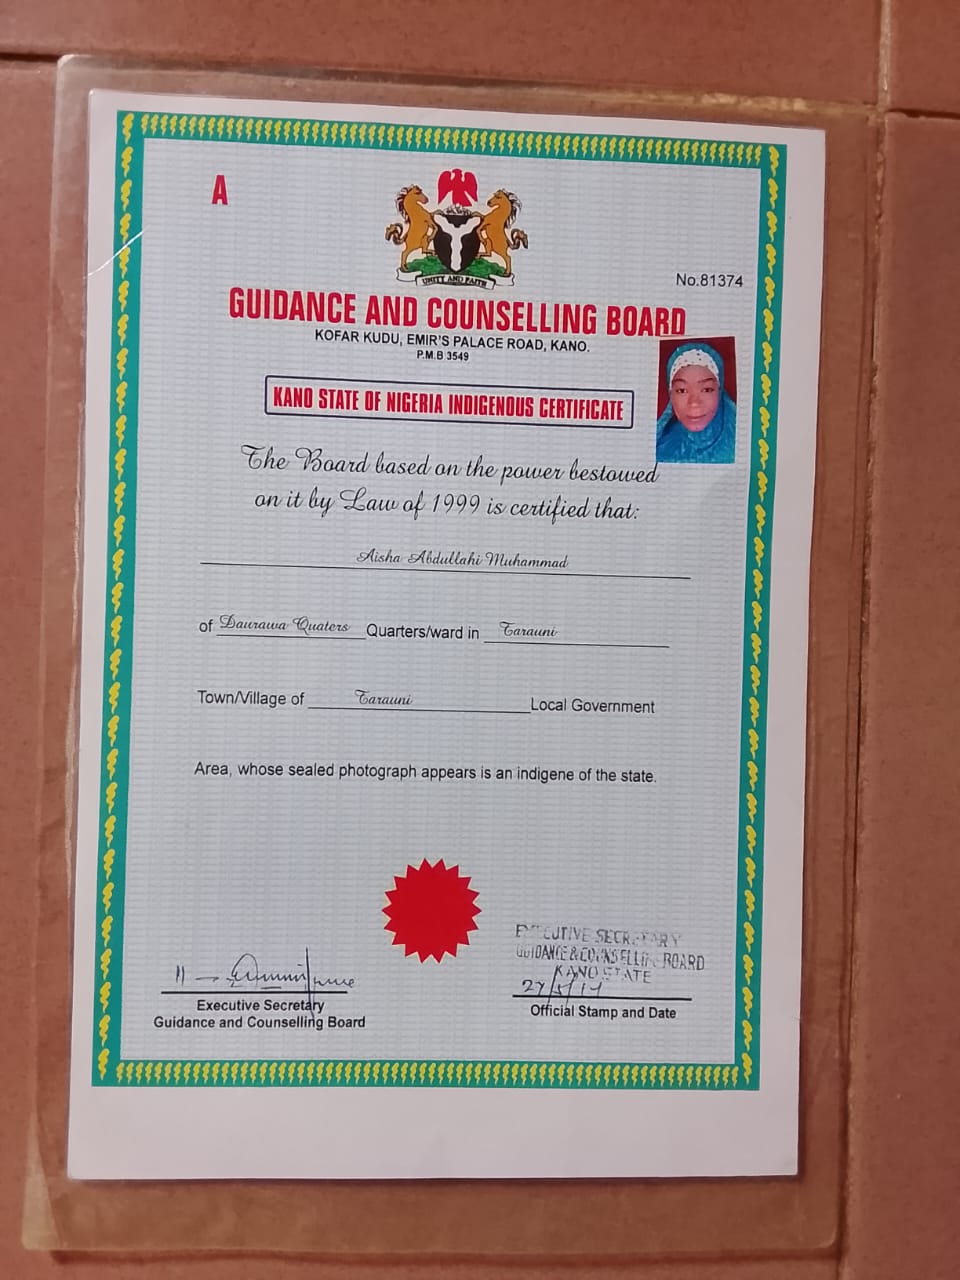 A
UNITY AND FAITH
No.81374
GUIDANCE AND COUNSELLING BOARD
KOFAR KUDU, EMIR'S PALACE ROAD, KANO.
P.M.B 3549
KANO STATE OF NIGERIA INDIGENOUS CERTIFICATE
The Board based on the power bestowed
on it by Law of 1999 is certified that:
Aisha Abdullahi Muhammad
of Daurawa Quaters Quarters/ward in Tarauni
Town/Village of Tarauni Local Government
Area, whose sealed photograph appears is an indigene of the state.
EXECUTIVE SECRETARY
GUIDANCE & COUNSELLING BOARD
KANO STATE
Executive Secretary
Guidance and Counselling Board
Official Stamp and Date